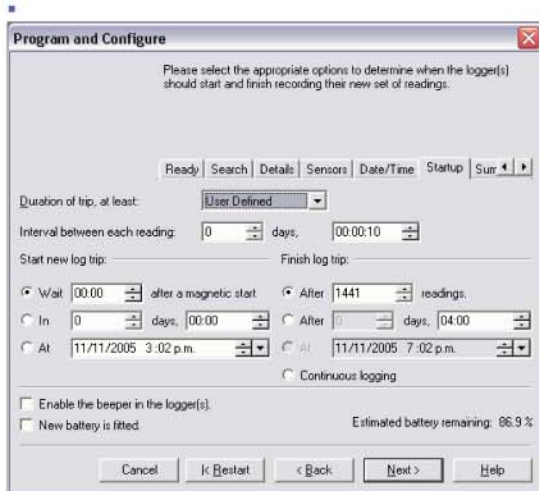 Program and Configure
Please select the appropriate options to determine when the logger(s)
should start and finish recording their new set of readings.
Ready Search Details Sensors Date/Time Startup Sum
Duration of trip, at least: User Defined
Interval between each reading: 0 days, 00:00:10
Start new log trip: Finish log trip:
Wait 00:00 after a magnetic start After 1441 readings.
In 0 days, 00:00 After 0 days, 04:00
At 11/11/2005 3:02 p.m. At 11/11/2005 7:02 p.m.
Continuous logging
Enable the beeper in the logger(s).
New battery is fitted. Estimated battery remaining: 86.9 %
Cancel |< Restart < Back Next > Help